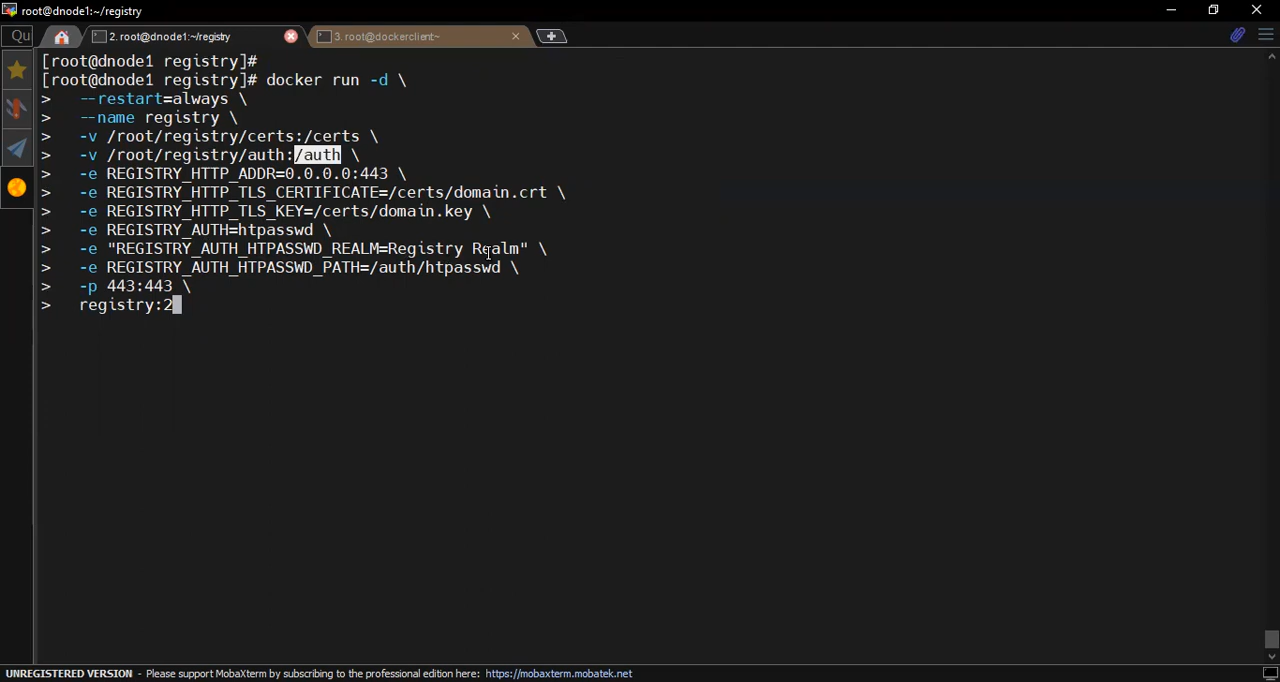 root@dnode1:~/registry
Qu
2. root@dnode1:~/registry
3. root@dockerclient~
[root@dnode1 registry]#
[root@dnode1 registry]# docker run -d \
>   --restart=always \
>   --name registry \
>   -v /root/registry/certs:/certs \
>   -v /root/registry/auth:/auth \
>   -e REGISTRY_HTTP_ADDR=0.0.0.0:443 \
>   -e REGISTRY_HTTP_TLS_CERTIFICATE=/certs/domain.crt \
>   -e REGISTRY_HTTP_TLS_KEY=/certs/domain.key \
>   -e REGISTRY_AUTH=htpasswd \
>   -e "REGISTRY_AUTH_HTPASSWD_REALM=Registry Realm" \
>   -e REGISTRY_AUTH_HTPASSWD_PATH=/auth/htpasswd \
>   -p 443:443 \
>   registry:2
UNREGISTERED VERSION - Please support MobaXterm by subscribing to the professional edition here: https://mobaxterm.mobatek.net